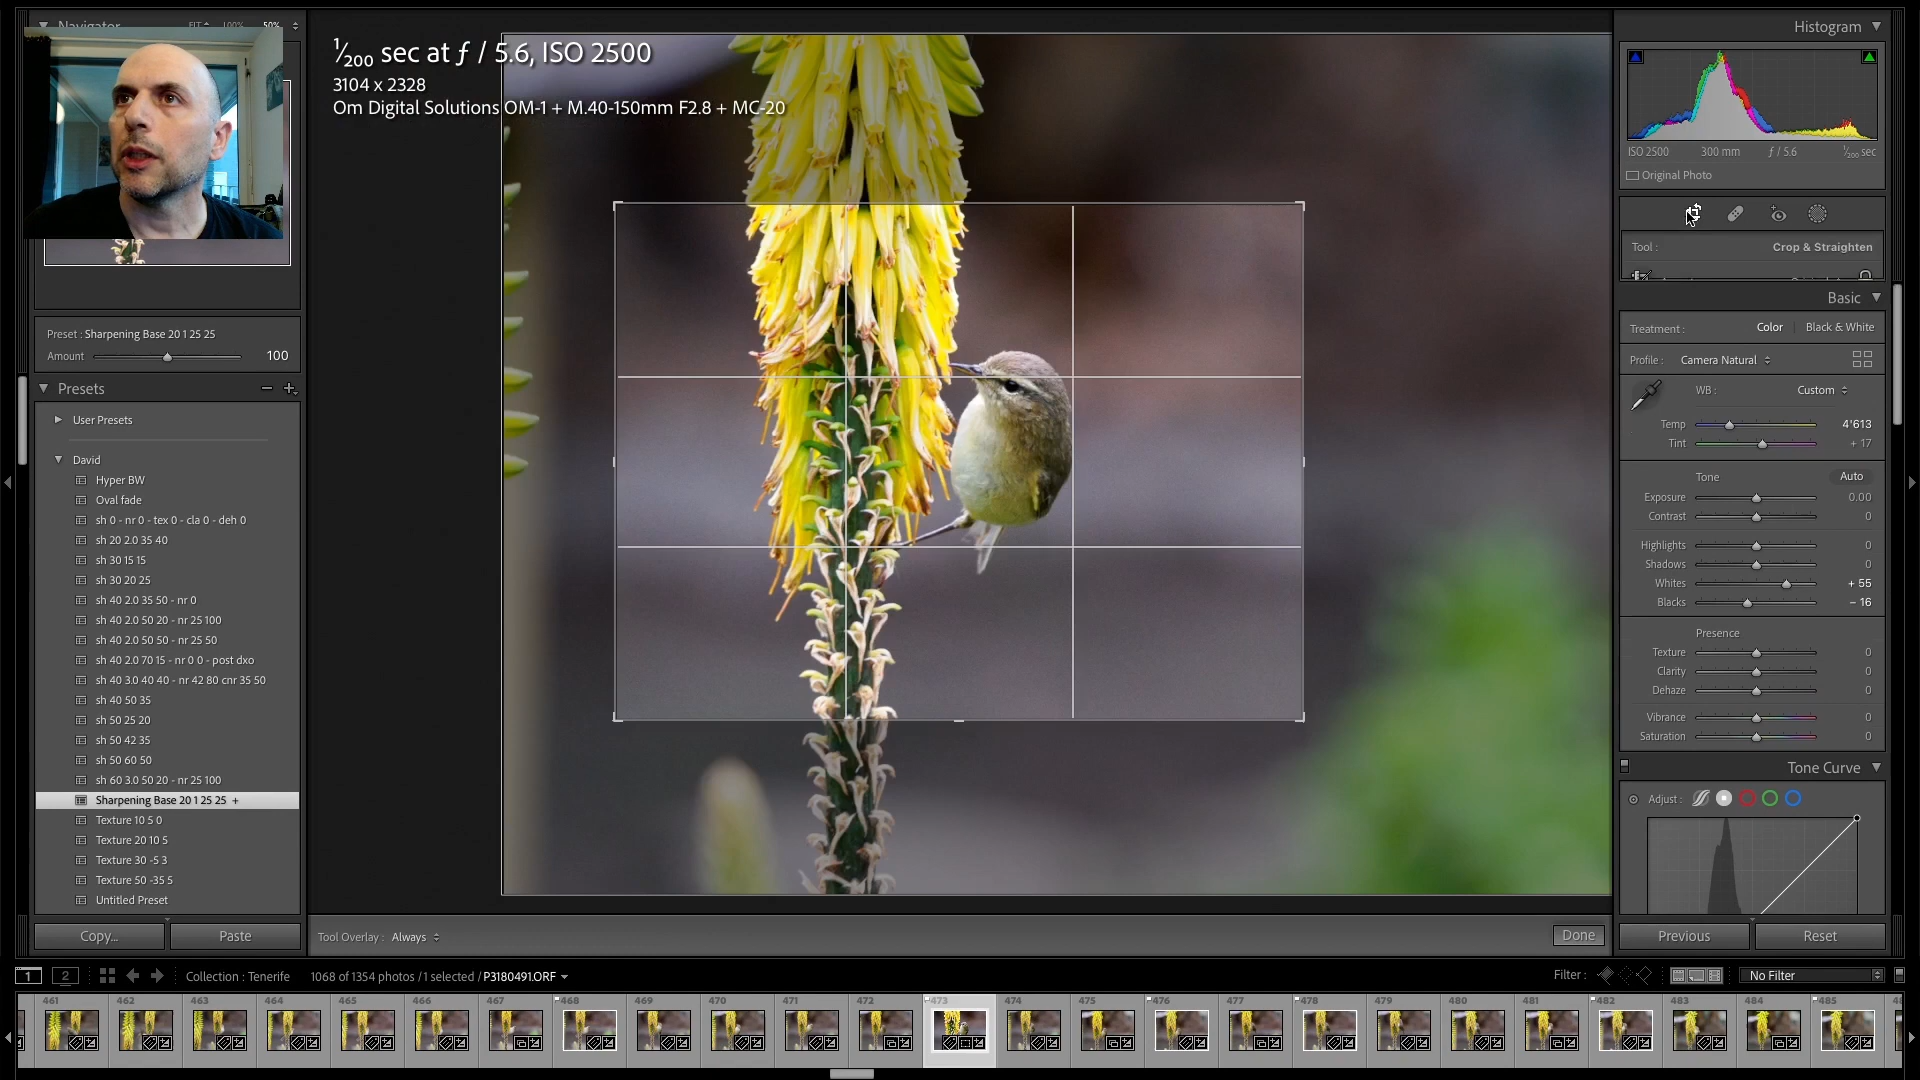 Navigator
FIT 100% 50%
1/200 sec at ƒ / 5.6, ISO 2500
3104 x 2328
Om Digital Solutions OM-1 + M.40-150mm F2.8 + MC-20
Preset : Sharpening Base 20 1 25 25
Amount 100
Presets
User Presets
David
Hyper BW
Oval fade
sh 0 - nr 0 - tex 0 - cla 0 - deh 0
sh 20 2.0 35 40
sh 30 15 15
sh 30 20 25
sh 40 2.0 35 50 - nr 0
sh 40 2.0 50 20 - nr 25 100
sh 40 2.0 50 50 - nr 25 50
sh 40 2.0 70 15 - nr 0 0 - post dxo
sh 40 3.0 40 40 - nr 42 80 cnr 35 50
sh 40 50 35
sh 50 25 20
sh 50 42 35
sh 50 60 50
sh 60 3.0 50 20 - nr 25 100
Sharpening Base 20 1 25 25 +
Texture 10 5 0
Texture 20 10 5
Texture 30 -5 3
Texture 50 -35 5
Untitled Preset
Copy... Paste
Tool Overlay : Always
Done
Histogram
ISO 2500 300 mm ƒ / 5.6 1/200 sec
Original Photo
Tool : Crop & Straighten
Basic
Treatment : Color Black & White
Profile : Camera Natural
WB : Custom
Temp 4'613
Tint + 17
Tone Auto
Exposure 0.00
Contrast 0
Highlights 0
Shadows 0
Whites + 55
Blacks – 16
Presence
Texture 0
Clarity 0
Dehaze 0
Vibrance 0
Saturation 0
Tone Curve
Adjust :
Previous Reset
1 2 Collection : Tenerife 1068 of 1354 photos / 1 selected / P3180491.ORF
Filter : No Filter
461 462 463 464 465 466 467 468 469 470 471 472 473 474 475 476 477 478 479 480 481 482 483 484 485